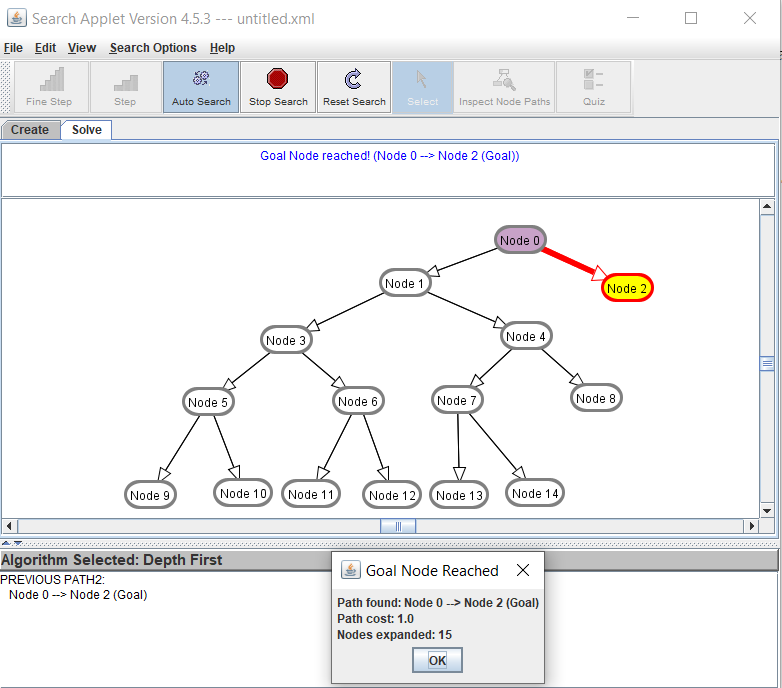 Search Applet Version 4.5.3 --- untitled.xml
File Edit View Search Options Help
Fine Step Step Auto Search Stop Search Reset Search Select Inspect Node Paths Quiz
Create Solve
Goal Node reached! (Node 0 --> Node 2 (Goal))
Node 0
Node 1
Node 2
Node 3
Node 4
Node 5
Node 6
Node 7
Node 8
Node 9
Node 10
Node 11
Node 12
Node 13
Node 14
Algorithm Selected: Depth First
PREVIOUS PATH2:
Node 0 --> Node 2 (Goal)
Goal Node Reached
Path found: Node 0 --> Node 2 (Goal)
Path cost: 1.0
Nodes expanded: 15
OK